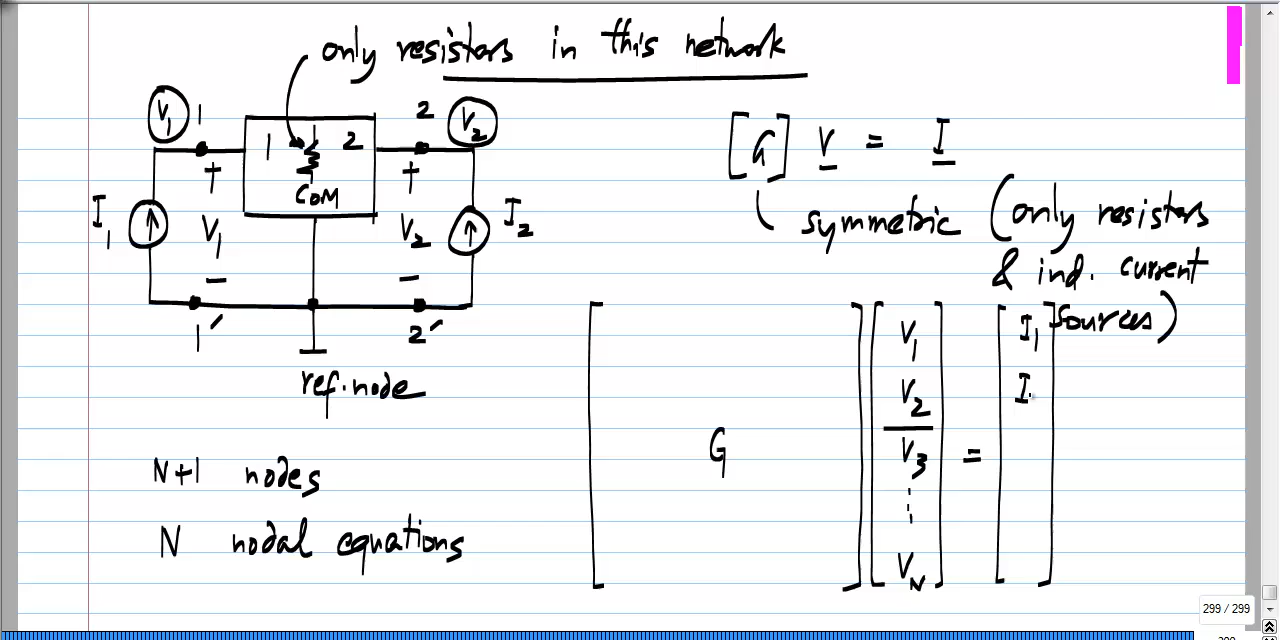 only resistors in this network
V1 1 2 V2
1 2
COM
[G] V = I
symmetric (only resistors
& ind. current
sources)
I1 + V1 − + V2 − I2
1′ 2′
ref. node
N+1 nodes
N nodal equations
G
V1
V2
V3
⋮
VN
=
I1
I
299 / 299